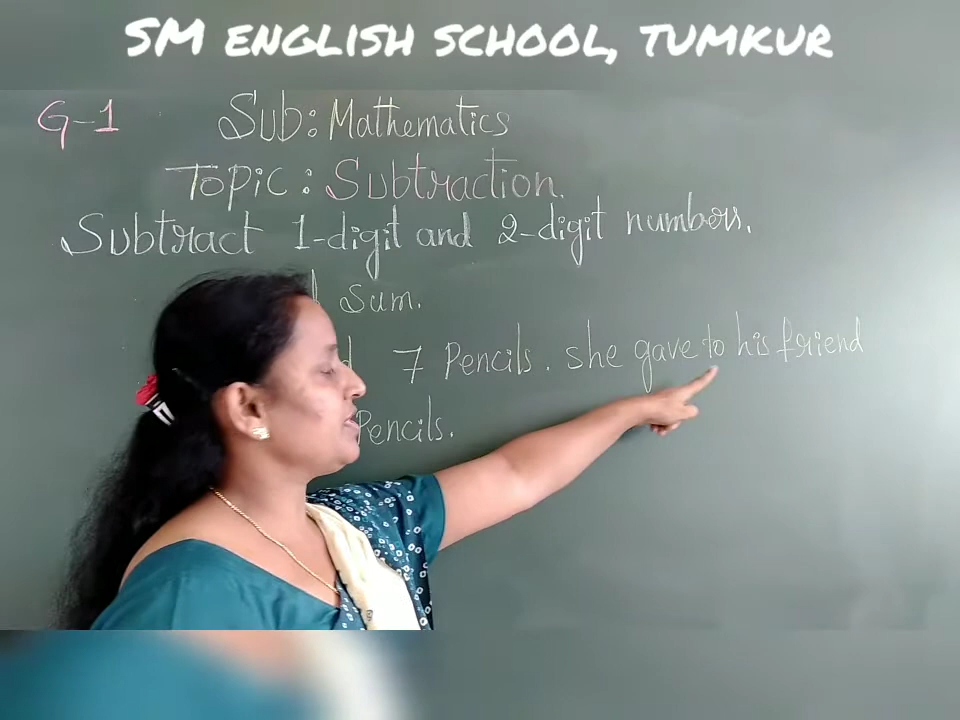 SM ENGLISH SCHOOL, TUMKUR
G-1
Sub: Mathematics
Topic: Subtraction.
Subtract 1-digit and 2-digit numbers.
Sum.
7 Pencils. she gave to his friend
Pencils.